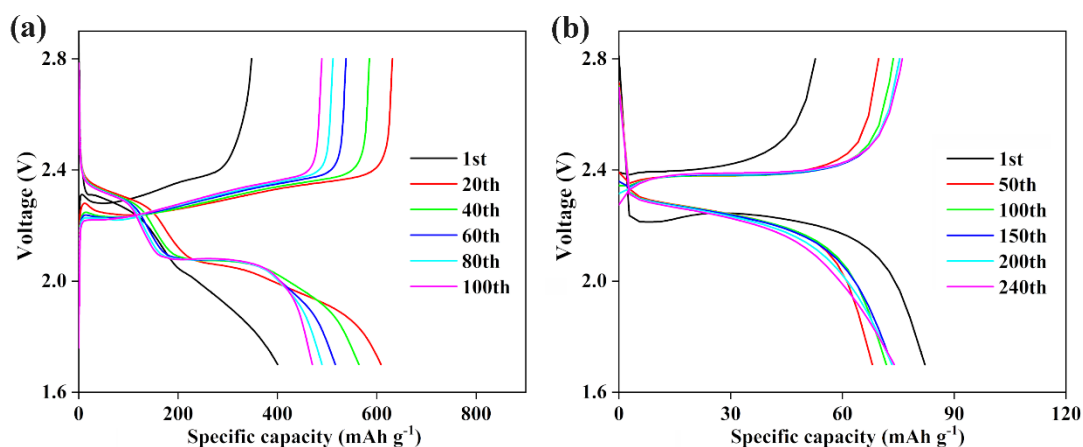 (a)
2.8
2.4
2.0
1.6
Voltage (V)
1st
20th
40th
60th
80th
100th
0 200 400 600 800
Specific capacity (mAh g⁻¹)
(b)
2.8
2.4
2.0
1.6
Voltage (V)
1st
50th
100th
150th
200th
240th
0 30 60 90 120
Specific capacity (mAh g⁻¹)